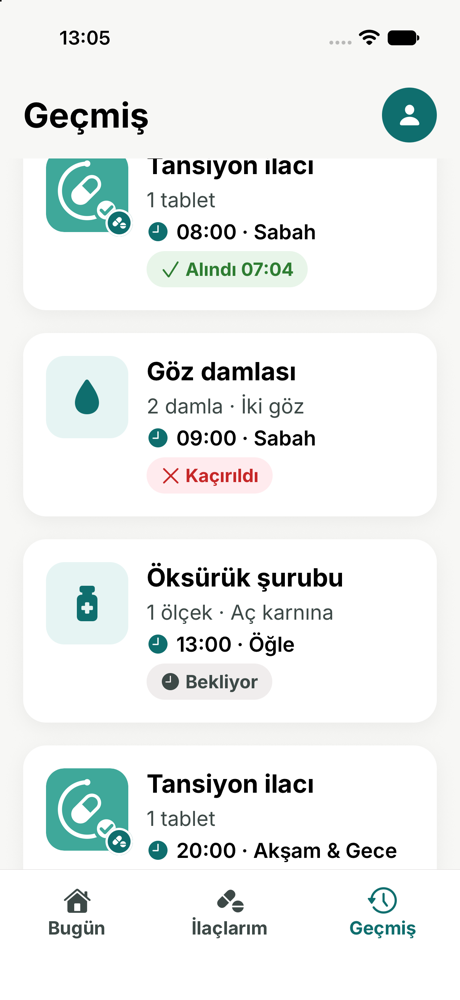 13:05
Geçmiş
Tansiyon ilacı
1 tablet
08:00 · Sabah
Alındı 07:04
Göz damlası
2 damla · İki göz
09:00 · Sabah
Kaçırıldı
Öksürük şurubu
1 ölçek · Aç karnına
13:00 · Öğle
Bekliyor
Tansiyon ilacı
1 tablet
20:00 · Akşam & Gece
Bugün
İlaçlarım
Geçmiş